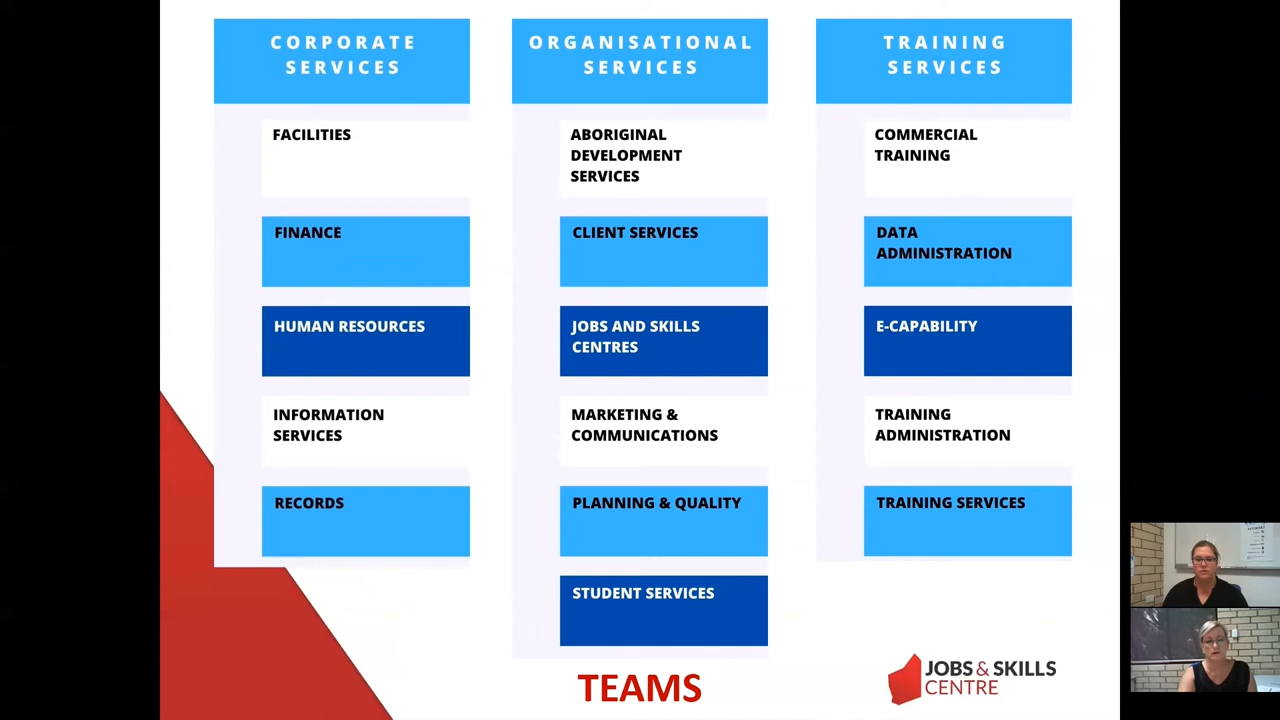 CORPORATE
SERVICES
FACILITIES
FINANCE
HUMAN RESOURCES
INFORMATION
SERVICES
RECORDS
ORGANISATIONAL
SERVICES
ABORIGINAL
DEVELOPMENT
SERVICES
CLIENT SERVICES
JOBS AND SKILLS
CENTRES
MARKETING &
COMMUNICATIONS
PLANNING & QUALITY
STUDENT SERVICES
TRAINING
SERVICES
COMMERCIAL
TRAINING
DATA
ADMINISTRATION
E-CAPABILITY
TRAINING
ADMINISTRATION
TRAINING SERVICES
TEAMS
JOBS & SKILLS
CENTRE